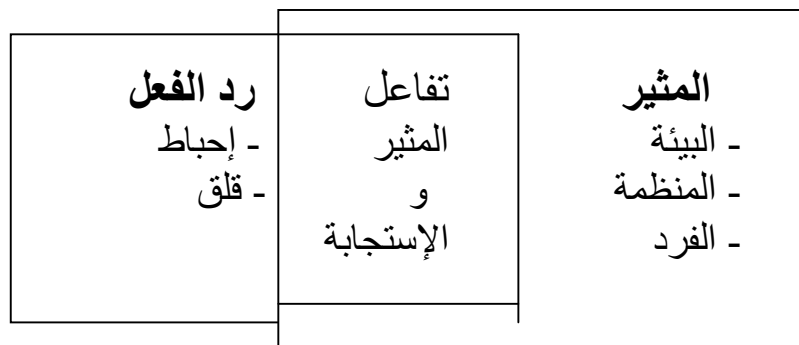 المثير
- البيئة
- المنظمة
- الفرد
تفاعل
المثير
و
الإستجابة
رد الفعل
- إحباط
- قلق